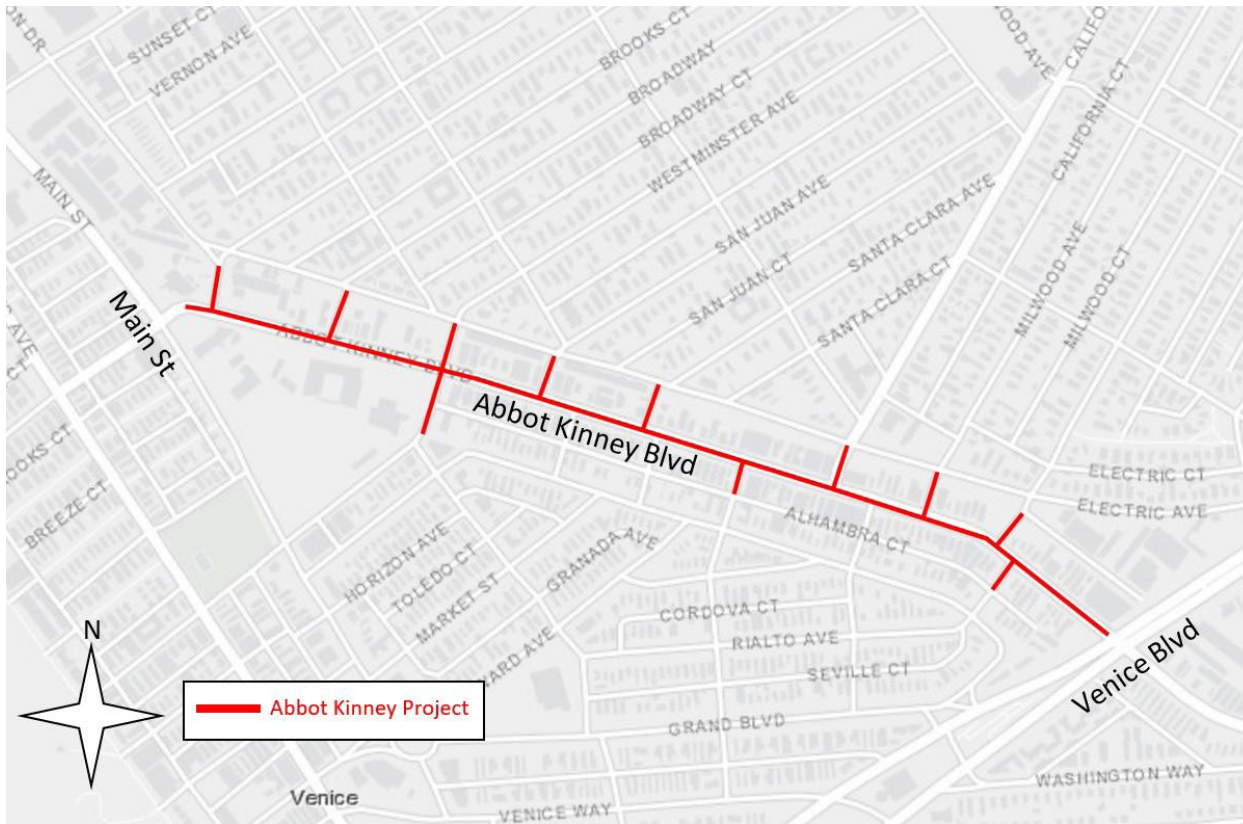 SUNSET CT
VERNON AVE
BROOKS CT
BROADWAY
BROADWAY CT
WESTMINSTER AVE
CALIFORNIA CT
SAN JUAN AVE
SANTA CLARA AVE
SAN JUAN CT
SANTA CLARA CT
MILWOOD AVE
MILWOOD CT
MAIN ST
Main St
ABBOT KINNEY BLVD
Abbot Kinney Blvd
ELECTRIC CT
ELECTRIC AVE
ALHAMBRA CT
BREEZE CT
HORIZON AVE
TOLEDO CT
MARKET ST
GRANADA AVE
CORDOVA CT
RIALTO AVE
SEVILLE CT
GRAND BLVD
Venice Blvd
N
Abbot Kinney Project
WASHINGTON WAY
Venice
VENICE WAY